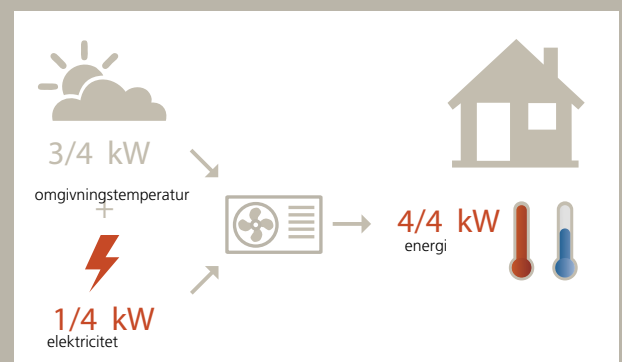 3/4 kW
omgivningstemperatur
+
1/4 kW
elektricitet
4/4 kW
energi